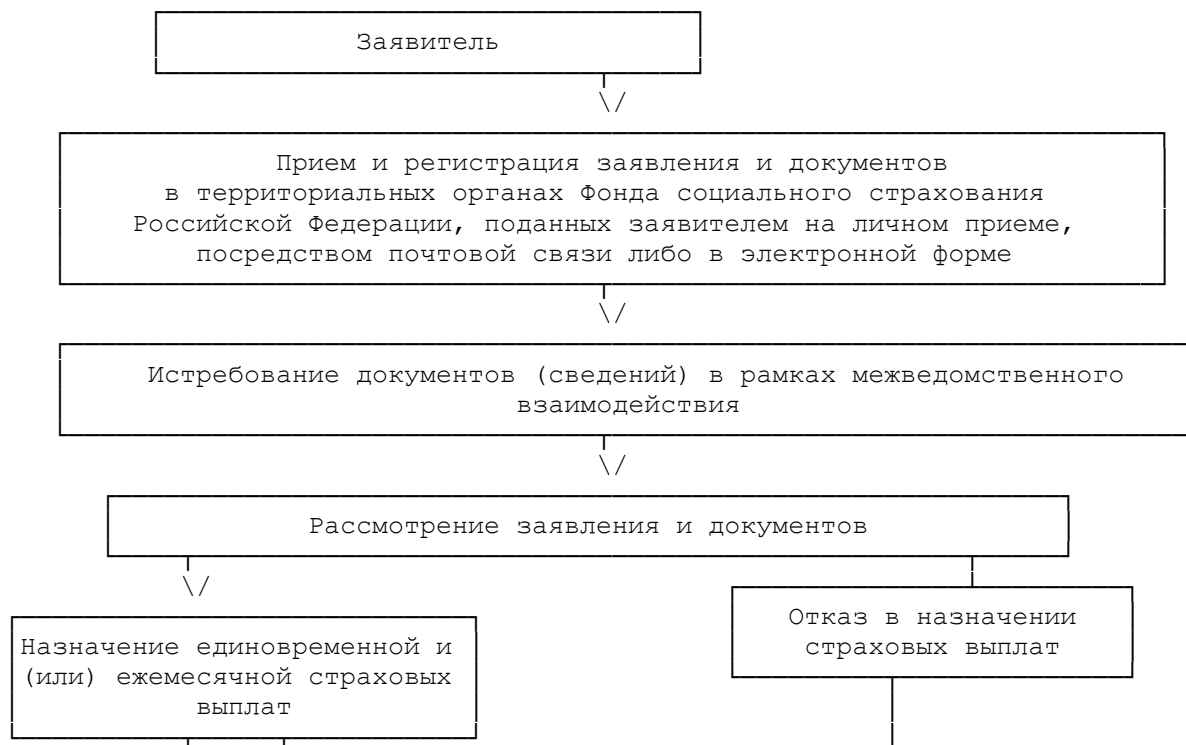 Заявитель
\/
Прием и регистрация заявления и документов
в территориальных органах Фонда социального страхования
Российской Федерации, поданных заявителем на личном приеме,
посредством почтовой связи либо в электронной форме
\/
Истребование документов (сведений) в рамках межведомственного
взаимодействия
\/
Рассмотрение заявления и документов
\/
Назначение единовременной и
(или) ежемесячной страховых
выплат
Отказ в назначении
страховых выплат